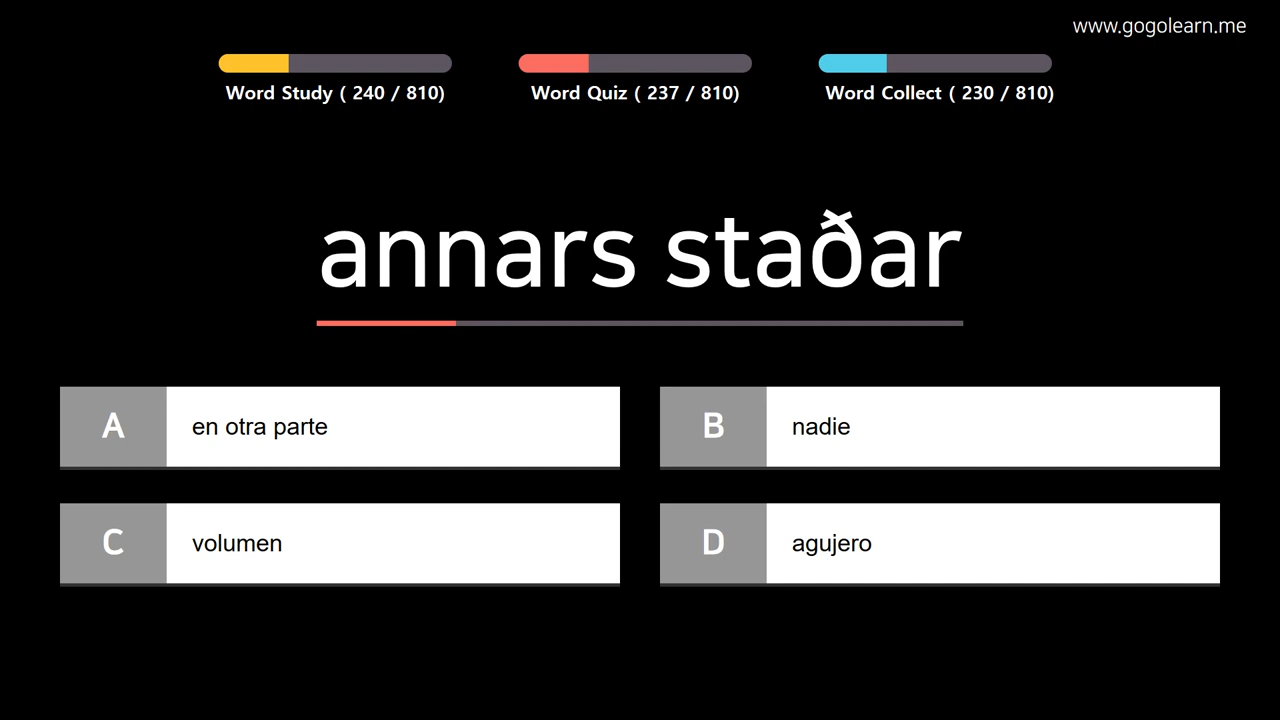 www.gogolearn.me
Word Study ( 240 / 810)
Word Quiz ( 237 / 810)
Word Collect ( 230 / 810)
annars staðar
A en otra parte
B nadie
C volumen
D agujero